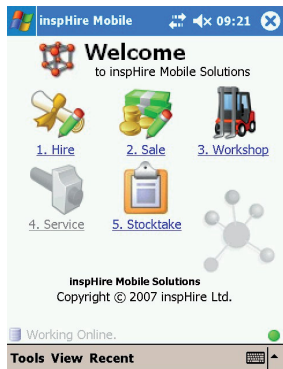 inspHire Mobile 09:21
Welcome
to inspHire Mobile Solutions
1. Hire 2. Sale 3. Workshop
4. Service 5. Stocktake
inspHire Mobile Solutions
Copyright © 2007 inspHire Ltd.
Working Online.
Tools View Recent